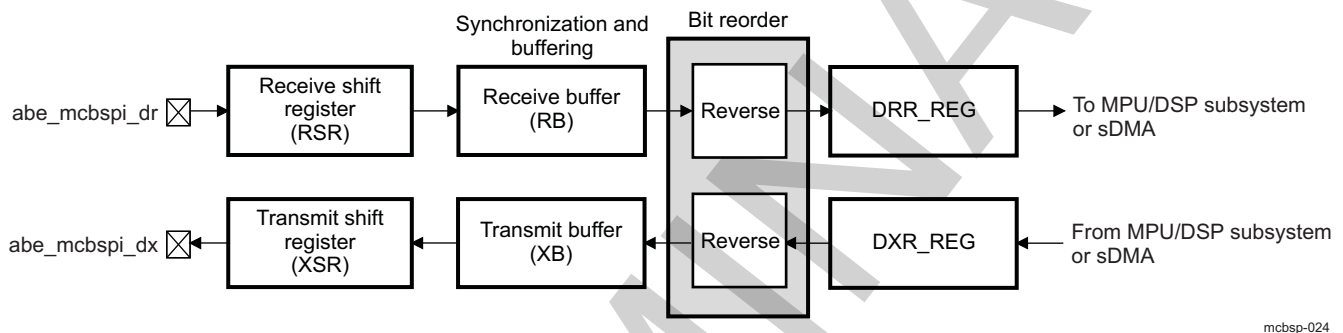 Synchronization and
buffering
Bit reorder
abe_mcbspi_dr
Receive shift
register
(RSR)
Receive buffer
(RB)
Reverse
DRR_REG
To MPU/DSP subsystem
or sDMA
abe_mcbspi_dx
Transmit shift
register
(XSR)
Transmit buffer
(XB)
Reverse
DXR_REG
From MPU/DSP subsystem
or sDMA
mcbsp-024